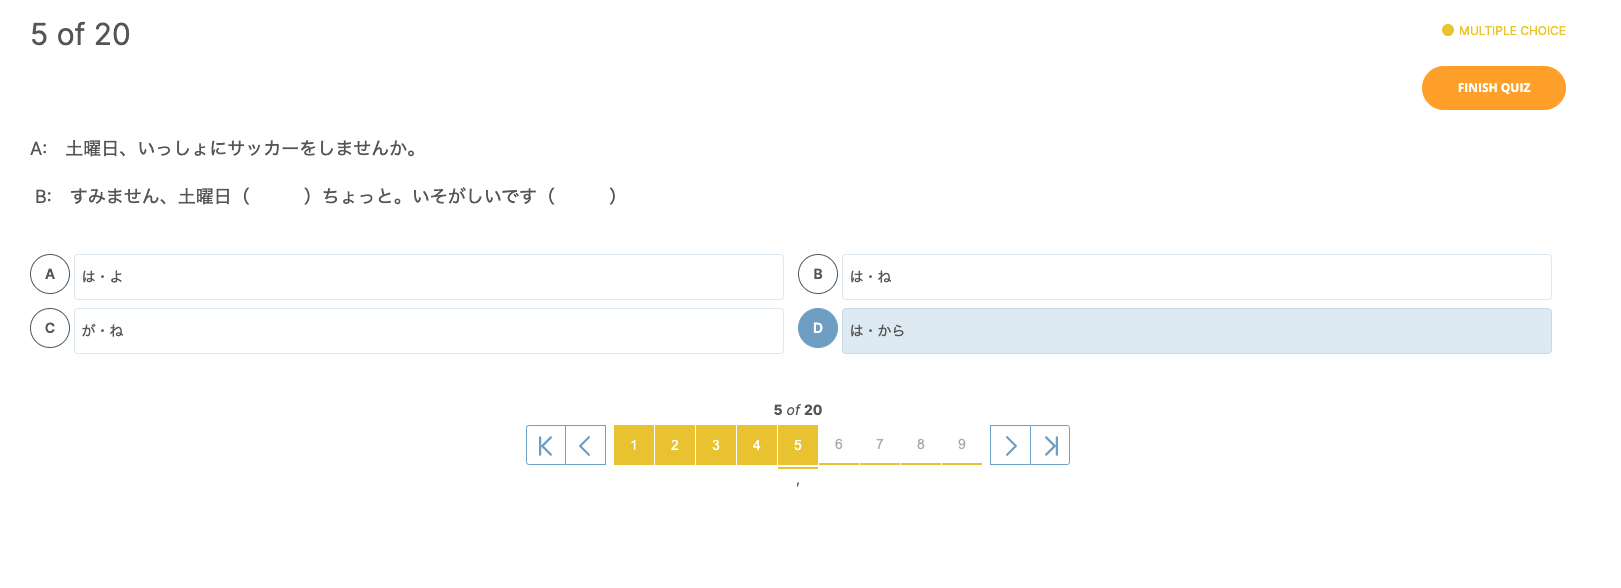 5 of 20
MULTIPLE CHOICE
FINISH QUIZ
A:　土曜日、いっしょにサッカーをしませんか。
B:　すみません、土曜日（　　　）ちょっと。いそがしいです（　　　）
A は・よ
B は・ね
C が・ね
D は・から
5 of 20
1 2 3 4 5 6 7 8 9
,